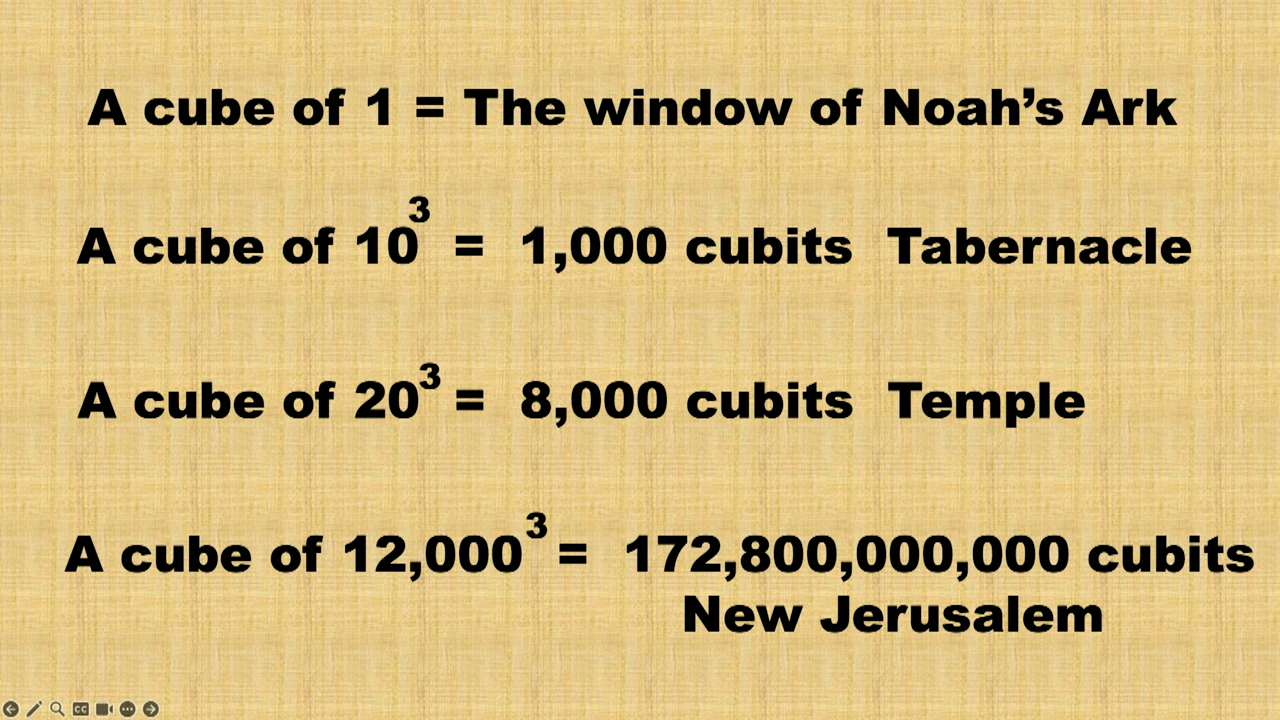 A cube of 1 = The window of Noah’s Ark
A cube of 10³ = 1,000 cubits Tabernacle
A cube of 20³ = 8,000 cubits Temple
A cube of 12,000³ = 172,800,000,000 cubits
New Jerusalem
CC